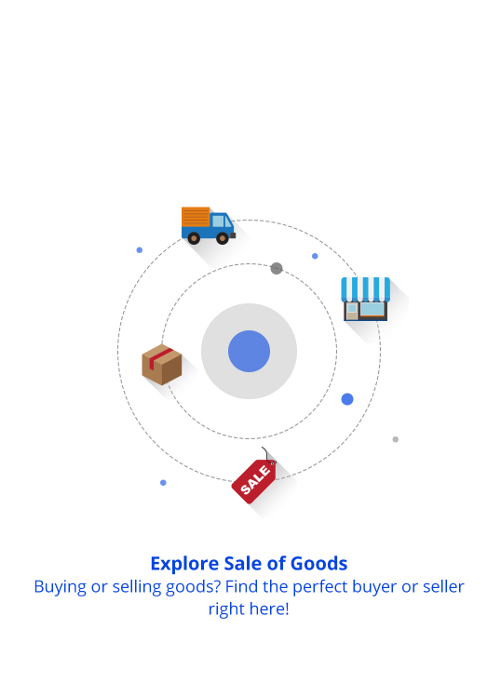 SALE
Explore Sale of Goods
Buying or selling goods? Find the perfect buyer or seller
right here!